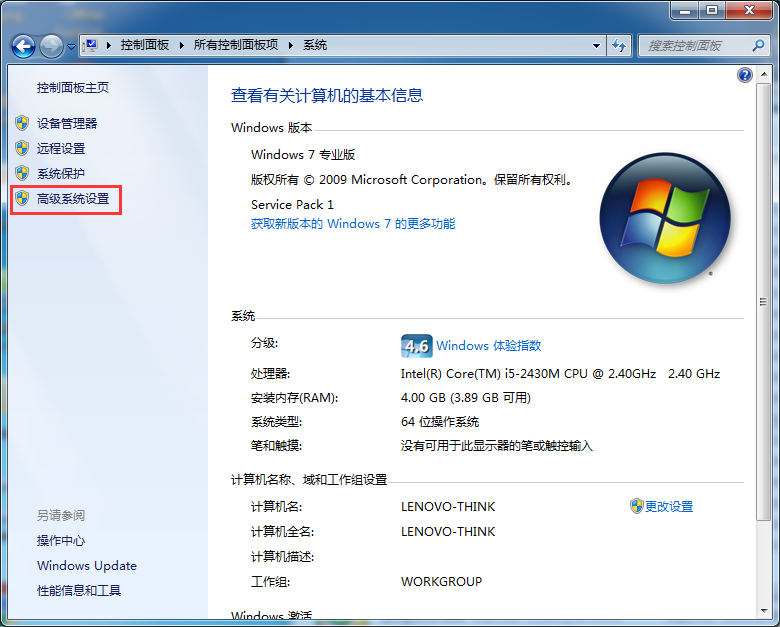 控制面板 ▸ 所有控制面板项 ▸ 系统
搜索控制面板
控制面板主页
设备管理器
远程设置
系统保护
高级系统设置
另请参阅
操作中心
Windows Update
性能信息和工具
查看有关计算机的基本信息
Windows 版本
Windows 7 专业版
版权所有 © 2009 Microsoft Corporation。保留所有权利。
Service Pack 1
获取新版本的 Windows 7 的更多功能
系统
分级: 4.6 Windows 体验指数
处理器: Intel(R) Core(TM) i5-2430M CPU @ 2.40GHz 2.40 GHz
安装内存(RAM): 4.00 GB (3.89 GB 可用)
系统类型: 64 位操作系统
笔和触摸: 没有可用于此显示器的笔或触控输入
计算机名称、域和工作组设置
计算机名: LENOVO-THINK 更改设置
计算机全名: LENOVO-THINK
计算机描述:
工作组: WORKGROUP
Windows 激活